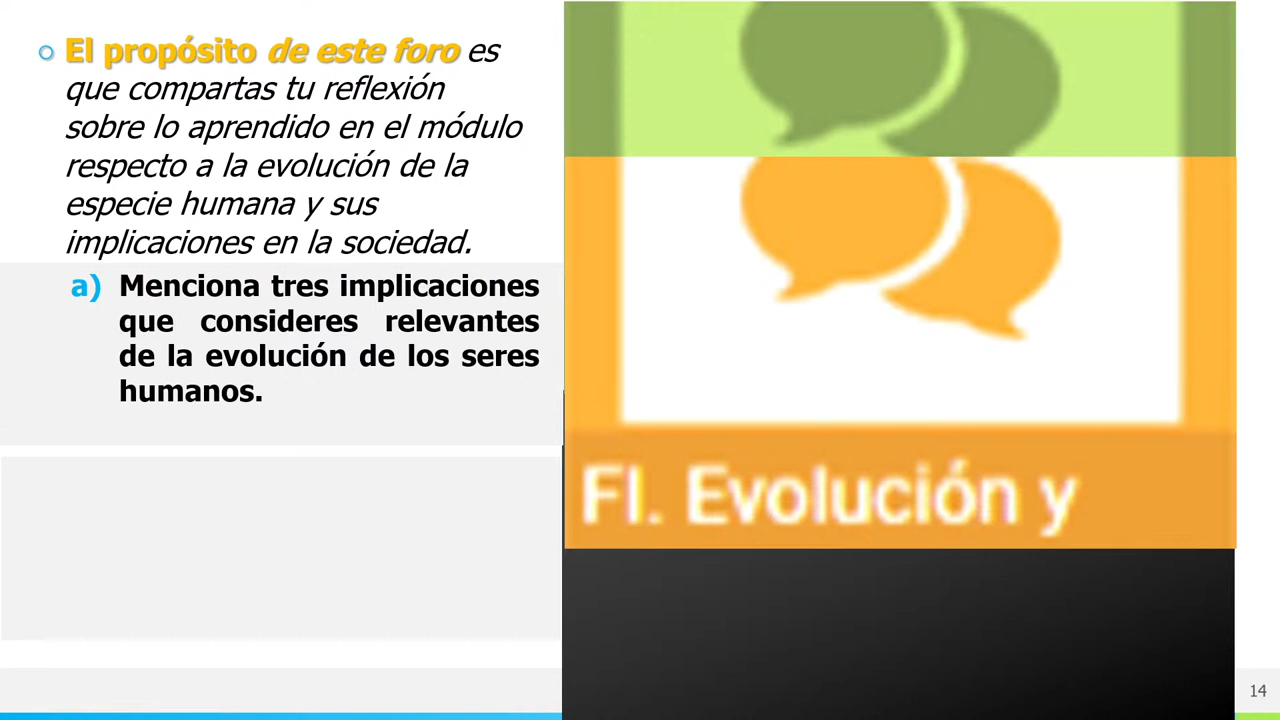 El propósito de este foro es
que compartas tu reflexión
sobre lo aprendido en el módulo
respecto a la evolución de la
especie humana y sus
implicaciones en la sociedad.
a) Menciona tres implicaciones
que consideres relevantes
de la evolución de los seres
humanos.
FI. Evolución y
14